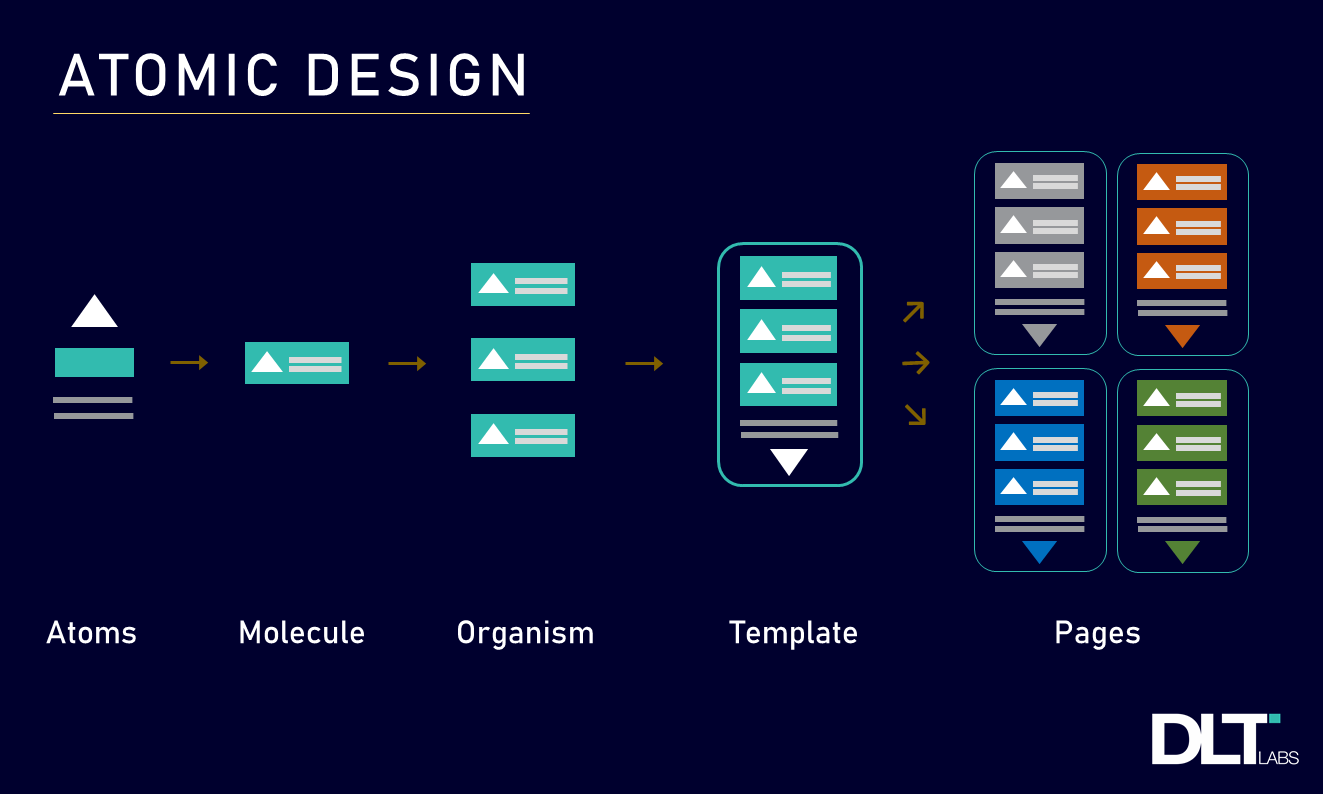 ATOMIC DESIGN
Atoms
Molecule
Organism
Template
Pages
DLT
LABS